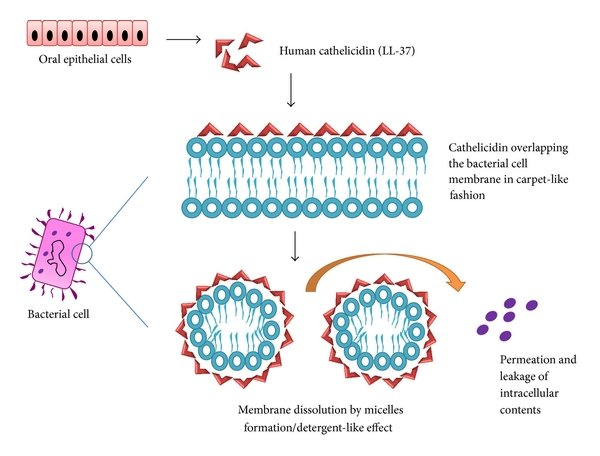 Oral epithelial cells
Human cathelicidin (LL-37)
Cathelicidin overlapping
the bacterial cell
membrane in carpet-like
fashion
Bacterial cell
Permeation and
leakage of
intracellular
contents
Membrane dissolution by micelles
formation/detergent-like effect